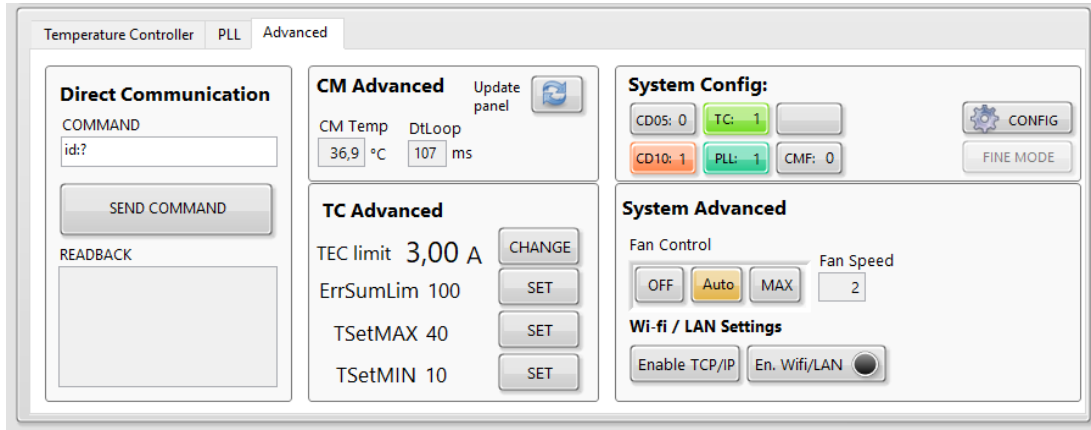 Temperature Controller PLL Advanced
Direct Communication
COMMAND
id:?
SEND COMMAND
READBACK
CM Advanced
Update
panel
CM Temp DtLoop
36,9 °C 107 ms
TC Advanced
TEC limit 3,00 A CHANGE
ErrSumLim 100 SET
TSetMAX 40 SET
TSetMIN 10 SET
System Config:
CD05: 0 TC: 1
CONFIG
CD10: 1 PLL: 1 CMF: 0
FINE MODE
System Advanced
Fan Control
Fan Speed
OFF Auto MAX 2
Wi-fi / LAN Settings
Enable TCP/IP En. Wifi/LAN